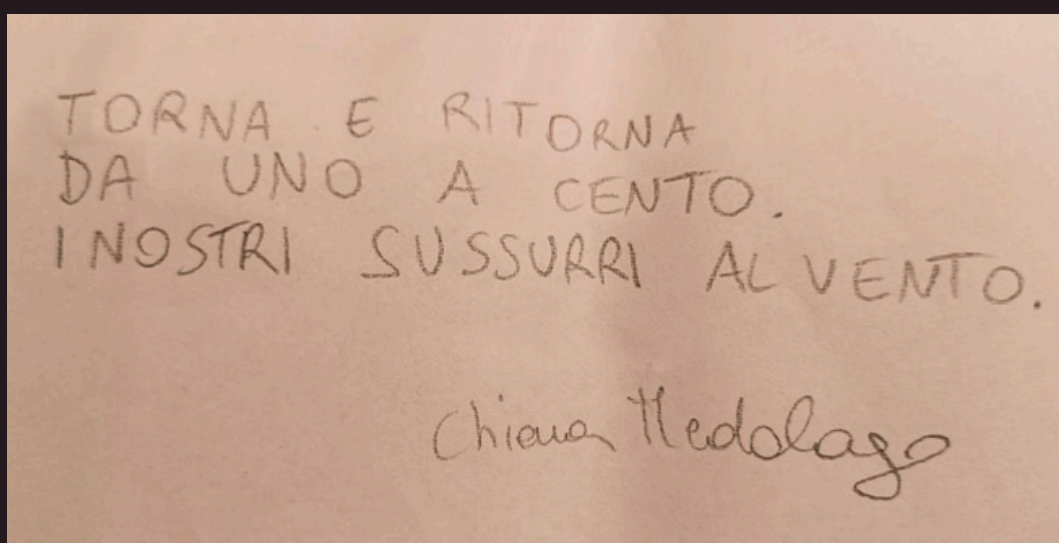 TORNA E RITORNA
DA UNO A CENTO.
I NOSTRI SUSSURRI AL VENTO.
Chiara Medolago